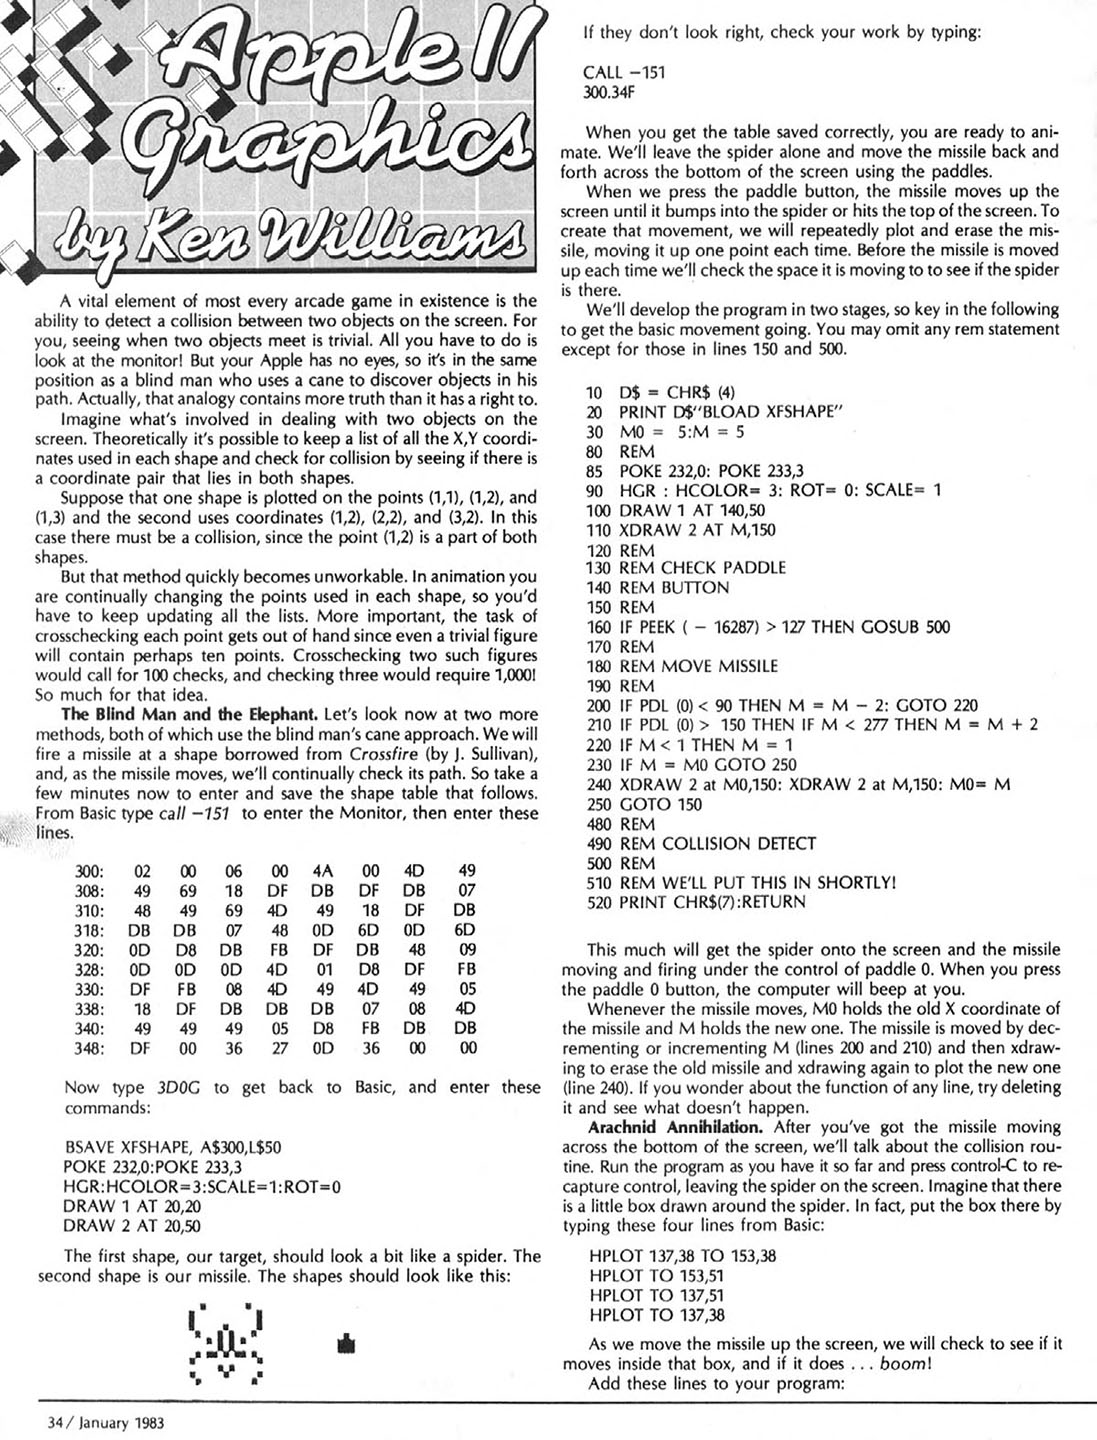 Apple II
Graphics
by Ken Williams
A vital element of most every arcade game in existence is the
ability to detect a collision between two objects on the screen. For
you, seeing when two objects meet is trivial. All you have to do is
look at the monitor! But your Apple has no eyes, so it's in the same
position as a blind man who uses a cane to discover objects in his
path. Actually, that analogy contains more truth than it has a right to.
Imagine what's involved in dealing with two objects on the
screen. Theoretically it's possible to keep a list of all the X,Y coordi-
nates used in each shape and check for collision by seeing if there is
a coordinate pair that lies in both shapes.
Suppose that one shape is plotted on the points (1,1), (1,2), and
(1,3) and the second uses coordinates (1,2), (2,2), and (3,2). In this
case there must be a collision, since the point (1,2) is a part of both
shapes.
But that method quickly becomes unworkable. In animation you
are continually changing the points used in each shape, so you'd
have to keep updating all the lists. More important, the task of
crosschecking each point gets out of hand since even a trivial figure
will contain perhaps ten points. Crosschecking two such figures
would call for 100 checks, and checking three would require 1,000!
So much for that idea.
The Blind Man and the Elephant. Let's look now at two more
methods, both of which use the blind man's cane approach. We will
fire a missile at a shape borrowed from Crossfire (by J. Sullivan),
and, as the missile moves, we'll continually check its path. So take a
few minutes now to enter and save the shape table that follows.
From Basic type call −151 to enter the Monitor, then enter these
lines.
300: 02 00 06 00 4A 00 4D 49
308: 49 69 18 DF DB DF DB 07
310: 48 49 69 4D 49 18 DF DB
318: DB DB 07 48 0D 6D 0D 6D
320: 0D D8 DB FB DF DB 48 09
328: 0D 0D 0D 4D 01 D8 DF FB
330: DF FB 08 4D 49 4D 49 05
338: 18 DF DB DB DB 07 08 4D
340: 49 49 49 05 D8 FB DB DB
348: DF 00 36 27 0D 36 00 00
Now type 3D0G to get back to Basic, and enter these
commands:
BSAVE XFSHAPE, A$300,L$50
POKE 232,0:POKE 233,3
HGR:HCOLOR=3:SCALE=1:ROT=0
DRAW 1 AT 20,20
DRAW 2 AT 20,50
The first shape, our target, should look a bit like a spider. The
second shape is our missile. The shapes should look like this:
34/ January 1983
If they don't look right, check your work by typing:
CALL −151
300.34F
When you get the table saved correctly, you are ready to ani-
mate. We'll leave the spider alone and move the missile back and
forth across the bottom of the screen using the paddles.
When we press the paddle button, the missile moves up the
screen until it bumps into the spider or hits the top of the screen. To
create that movement, we will repeatedly plot and erase the mis-
sile, moving it up one point each time. Before the missile is moved
up each time we'll check the space it is moving to to see if the spider
is there.
We'll develop the program in two stages, so key in the following
to get the basic movement going. You may omit any rem statement
except for those in lines 150 and 500.
10 D$ = CHR$ (4)
20 PRINT D$"BLOAD XFSHAPE"
30 M0 = 5:M = 5
80 REM
85 POKE 232,0: POKE 233,3
90 HGR : HCOLOR= 3: ROT= 0: SCALE= 1
100 DRAW 1 AT 140,50
110 XDRAW 2 AT M,150
120 REM
130 REM CHECK PADDLE
140 REM BUTTON
150 REM
160 IF PEEK ( − 16287) > 127 THEN GOSUB 500
170 REM
180 REM MOVE MISSILE
190 REM
200 IF PDL (0) < 90 THEN M = M − 2: GOTO 220
210 IF PDL (0) > 150 THEN IF M < 277 THEN M = M + 2
220 IF M < 1 THEN M = 1
230 IF M = M0 GOTO 250
240 XDRAW 2 at M0,150: XDRAW 2 at M,150: M0= M
250 GOTO 150
480 REM
490 REM COLLISION DETECT
500 REM
510 REM WE'LL PUT THIS IN SHORTLY!
520 PRINT CHR$(7):RETURN
This much will get the spider onto the screen and the missile
moving and firing under the control of paddle 0. When you press
the paddle 0 button, the computer will beep at you.
Whenever the missile moves, M0 holds the old X coordinate of
the missile and M holds the new one. The missile is moved by dec-
rementing or incrementing M (lines 200 and 210) and then xdraw-
ing to erase the old missile and xdrawing again to plot the new one
(line 240). If you wonder about the function of any line, try deleting
it and see what doesn't happen.
Arachnid Annihilation. After you've got the missile moving
across the bottom of the screen, we'll talk about the collision rou-
tine. Run the program as you have it so far and press control-C to re-
capture control, leaving the spider on the screen. Imagine that there
is a little box drawn around the spider. In fact, put the box there by
typing these four lines from Basic:
HPLOT 137,38 TO 153,38
HPLOT TO 153,51
HPLOT TO 137,51
HPLOT TO 137,38
As we move the missile up the screen, we will check to see if it
moves inside that box, and if it does . . . boom!
Add these lines to your program: